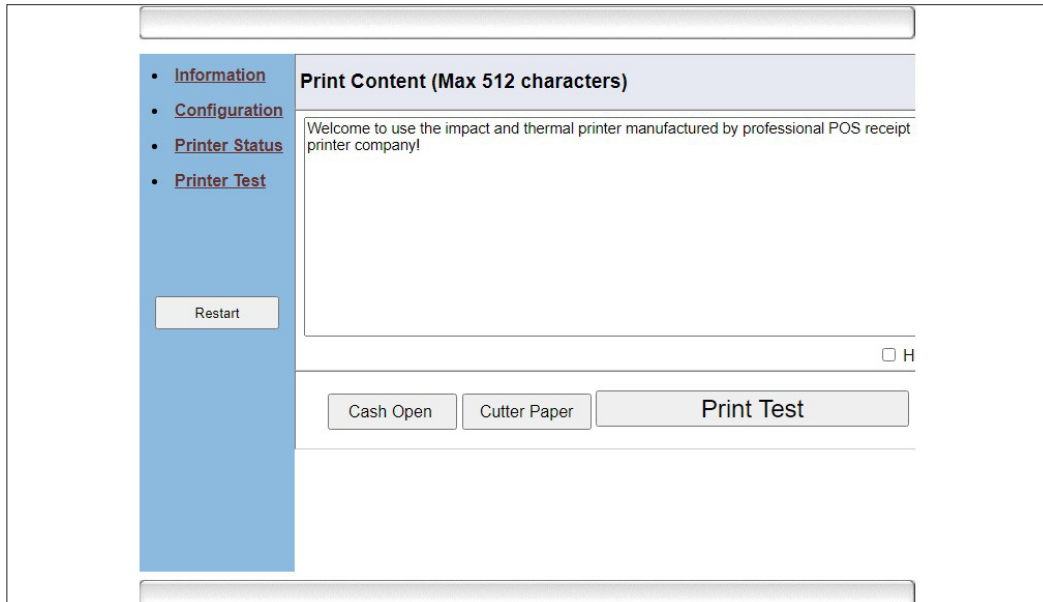 Information
Configuration
Printer Status
Printer Test
Restart
Print Content (Max 512 characters)
Welcome to use the impact and thermal printer manufactured by professional POS receipt
printer company!
H
Cash Open
Cutter Paper
Print Test